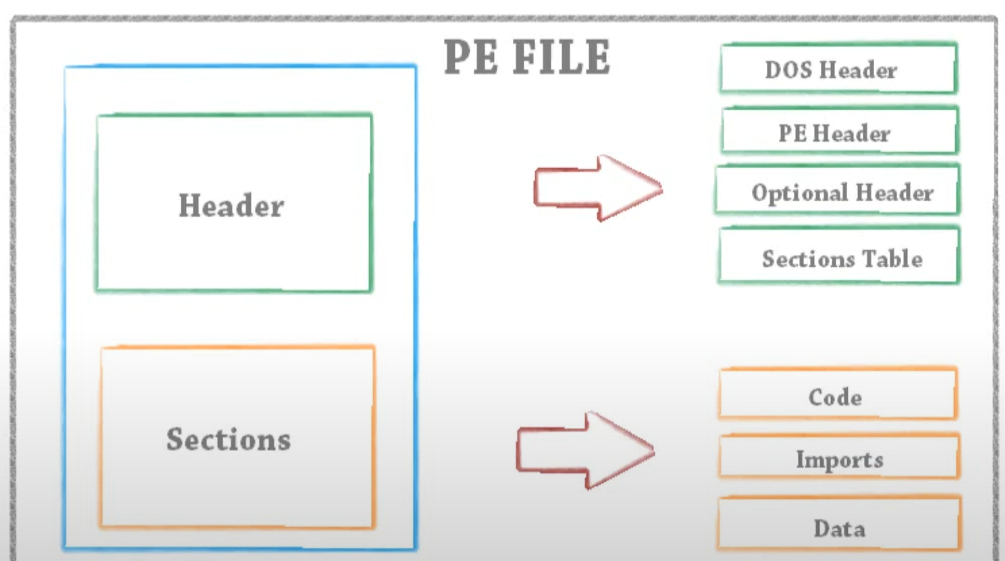 PE FILE
Header
DOS Header
PE Header
Optional Header
Sections Table
Sections
Code
Imports
Data